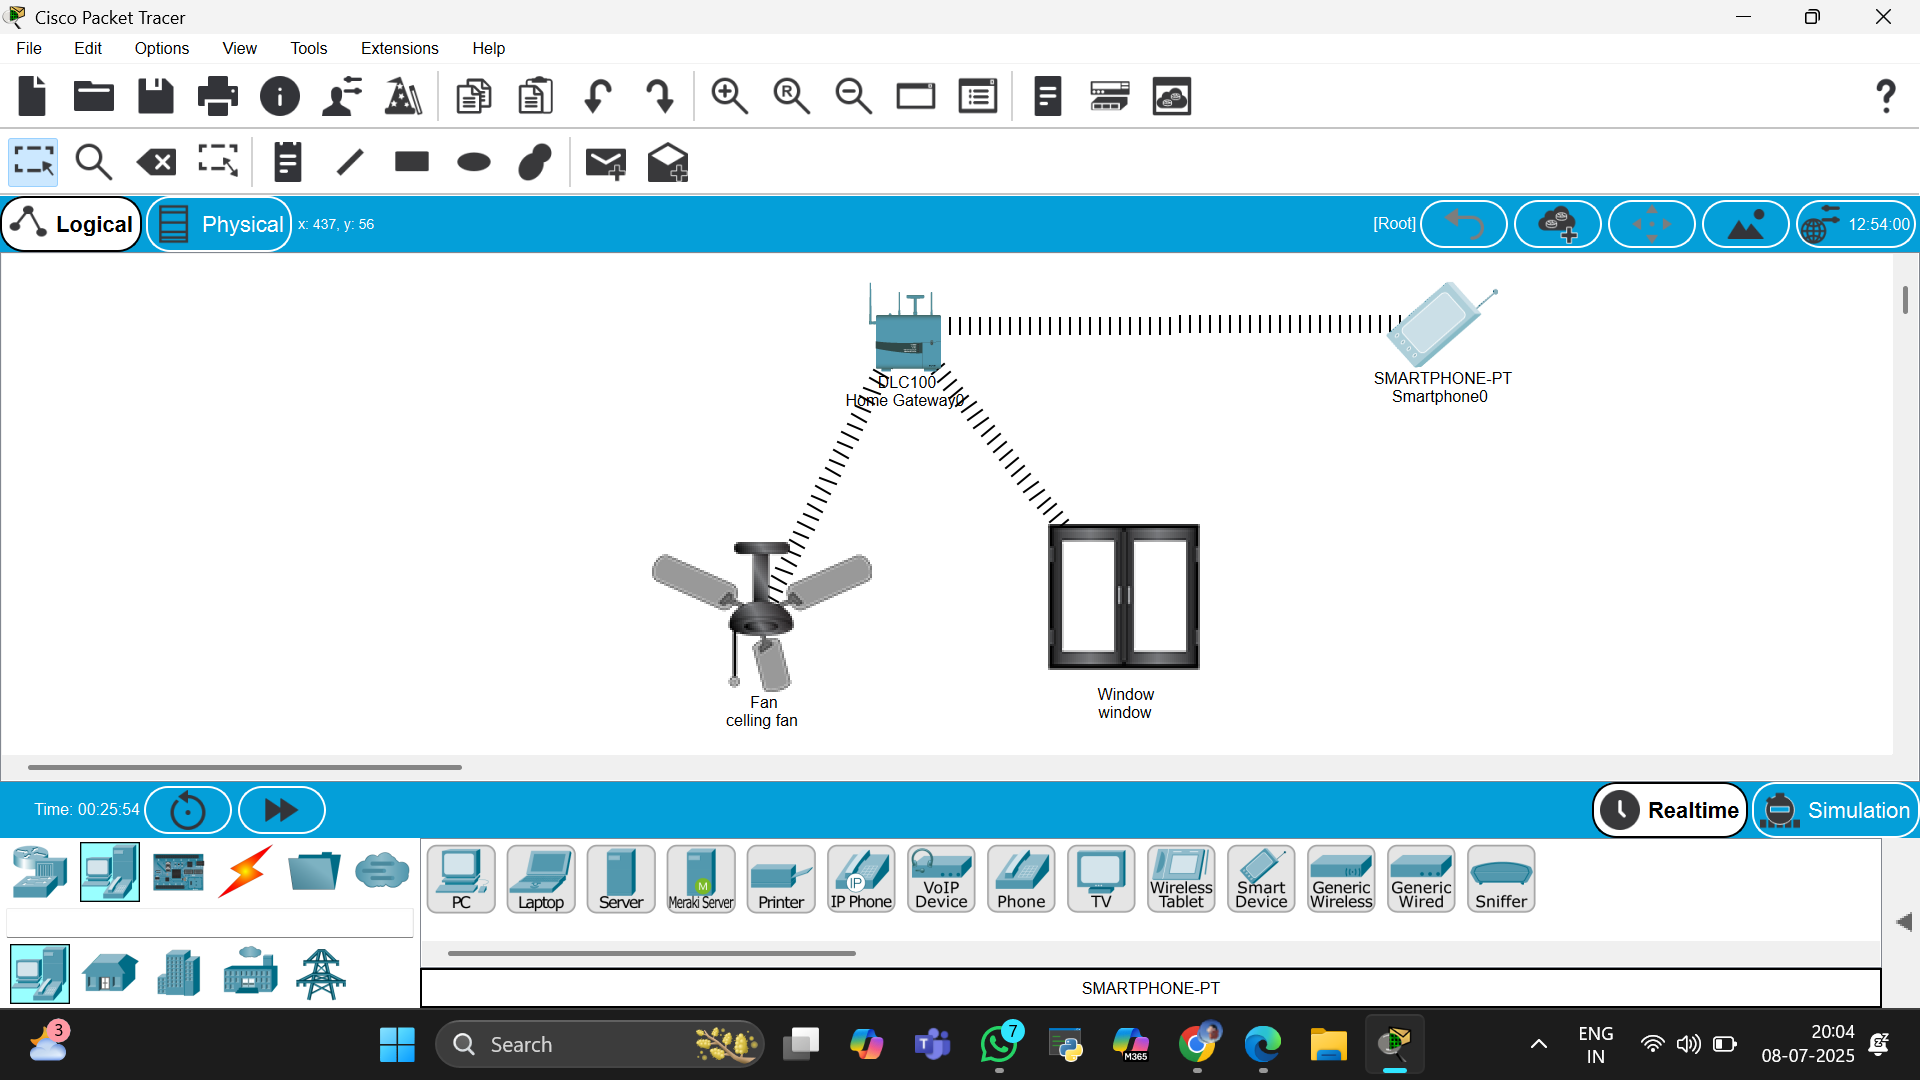 Cisco Packet Tracer
File Edit Options View Tools Extensions Help
Logical Physical x: 437, y: 56 [Root] 12:54:00
DLC100
Home Gateway0
SMARTPHONE-PT
Smartphone0
Fan
celling fan
Window
window
Time: 00:25:54 Realtime Simulation
PC
Laptop
Server
M
Meraki Server
Printer
IP
IP Phone
VoIP
Device
Phone
TV
Wireless
Tablet
Smart
Device
Generic
Wireless
Generic
Wired
Sniffer
SMARTPHONE-PT
3
Search
7
M365
ENG
IN
20:04
08-07-2025